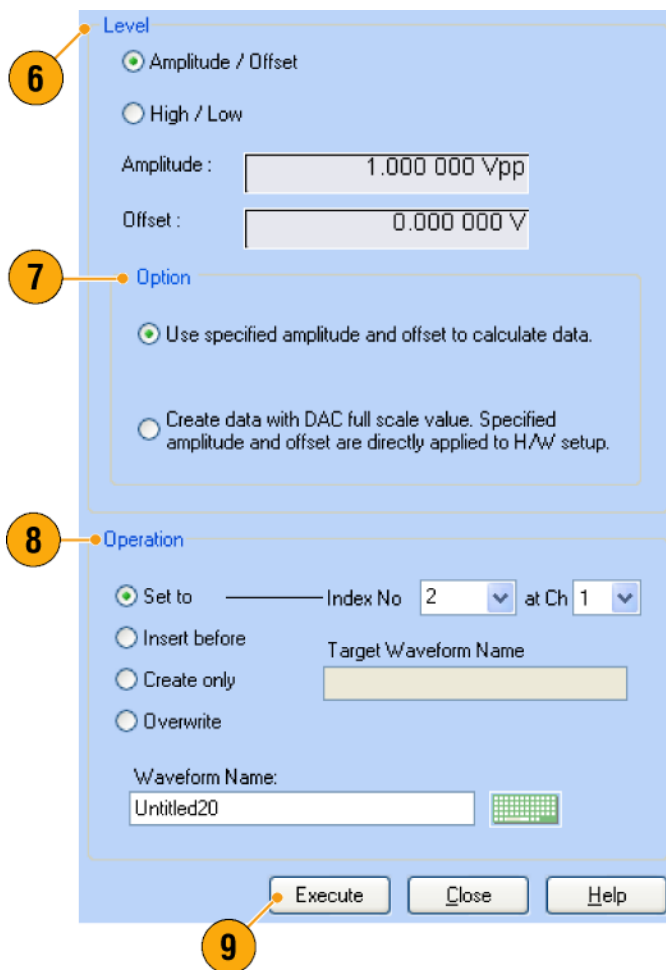 6
Level
Amplitude / Offset
High / Low
Amplitude : 1.000 000 Vpp
Offset : 0.000 000 V
7
Option
Use specified amplitude and offset to calculate data.
Create data with DAC full scale value. Specified
amplitude and offset are directly applied to H/W setup.
8
Operation
Set to Index No 2 at Ch 1
Insert before
Target Waveform Name
Create only
Overwrite
Waveform Name:
Untitled20
Execute Close Help
9